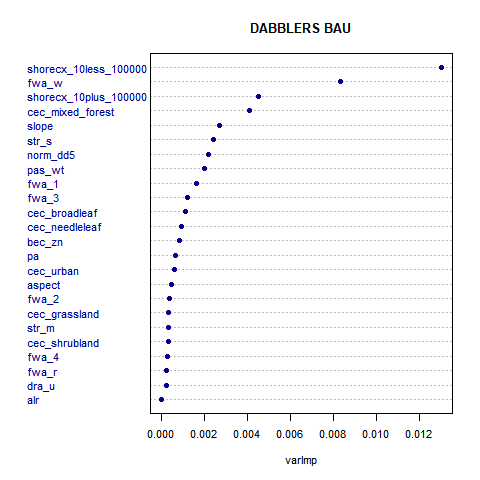 DABBLERS BAU
shorecx_10less_100000
fwa_w
shorecx_10plus_100000
cec_mixed_forest
slope
str_s
norm_dd5
pas_wt
fwa_1
fwa_3
cec_broadleaf
cec_needleleaf
bec_zn
pa
cec_urban
aspect
fwa_2
cec_grassland
str_m
cec_shrubland
fwa_4
fwa_r
dra_u
alr
0.000 0.002 0.004 0.006 0.008 0.010 0.012
varImp